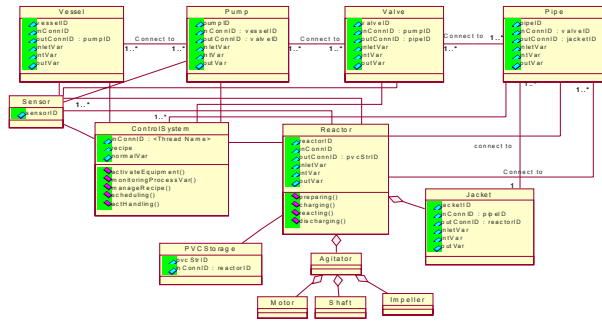 Vessel
vesselID
inConnID
outConnID : pumpID
inletVar
intVar
outVar
Connect to
1..*
Pump
pumpID
inConnID : vesselID
outConnID : valveID
inletVar
intVar
outVar
Connect to
1..*
1..*
Valve
valveID
inConnID : pumpID
outConnID : pipeID
inletVar
intVar
outVar
Connect to
1..*
1..*
Pipe
pipeID
inConnID : valveID
outConnID : jacketID
inletVar
intVar
outVar
Sensor
sensorID
1..*
1..*
ControlSystem
inConnID : <Thread Name>
recipe
normalVar
activateEquipment()
monitoringProcessVar()
manageRecipe()
scheduling()
actHandling()
Reactor
reactorID
inConnID
outConnID : pvcStrID
inletVar
intVar
outVar
preparing()
charging()
reacting()
discharging()
connect to
Connect to
1
Jacket
jacketID
inConnID : pipeID
outConnID : reactorID
inletVar
intVar
outVar
PVCStorage
pvcStrID
inConnID : reactorID
Agitator
Motor
Shaft
Impeller